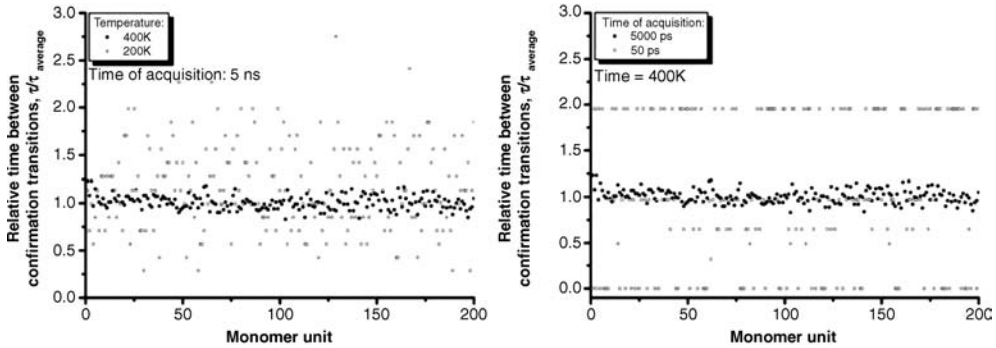 Relative time between
confirmation transitions, τ/τ average
3.0
2.5
2.0
1.5
1.0
0.5
0.0
Temperature:
400K
200K
Time of acquisition: 5 ns
0
50
100
150
200
Monomer unit
Relative time between
confirmation transitions, τ/τ average
3.0
2.5
2.0
1.5
1.0
0.5
0.0
Time of acquisition:
5000 ps
50 ps
Time = 400K
0
50
100
150
200
Monomer unit